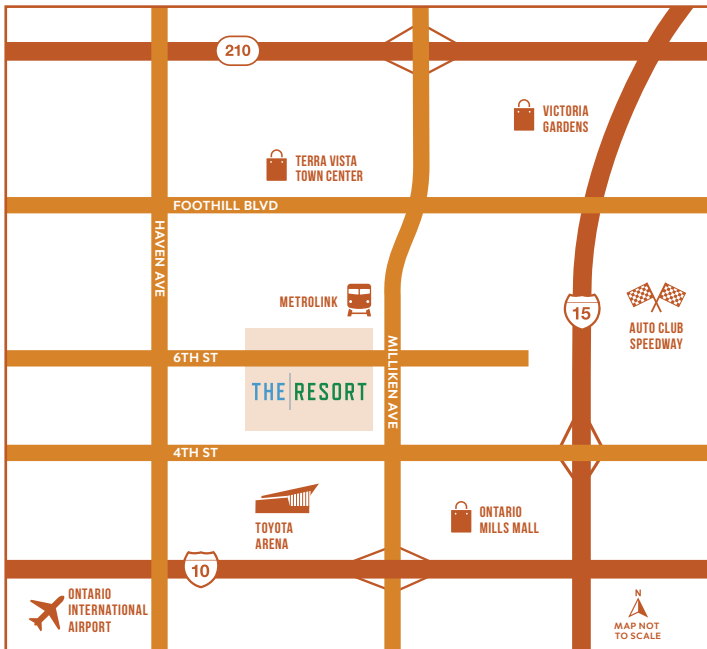 210
VICTORIA
GARDENS
TERRA VISTA
TOWN CENTER
FOOTHILL BLVD
HAVEN AVE
METROLINK
15
AUTO CLUB
SPEEDWAY
MILLIKEN AVE
6TH ST
THE RESORT
4TH ST
TOYOTA
ARENA
ONTARIO
MILLS MALL
10
ONTARIO
INTERNATIONAL
AIRPORT
N
MAP NOT
TO SCALE